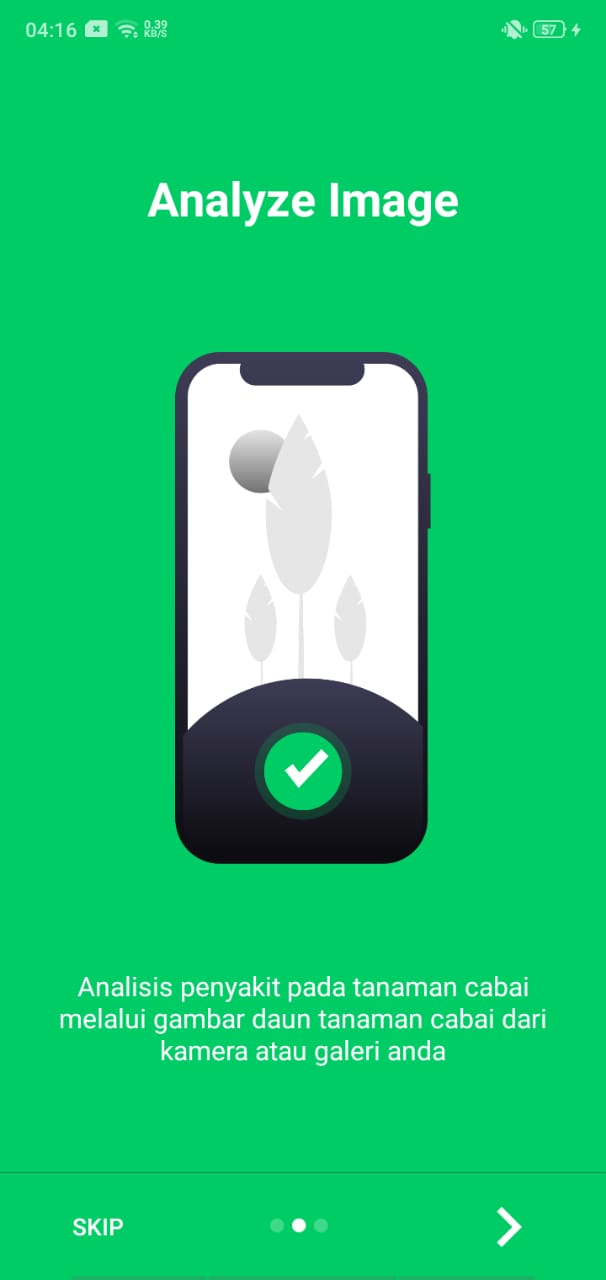 04:16 0.39 KB/S 57
Analyze Image
Analisis penyakit pada tanaman cabai
melalui gambar daun tanaman cabai dari
kamera atau galeri anda
SKIP